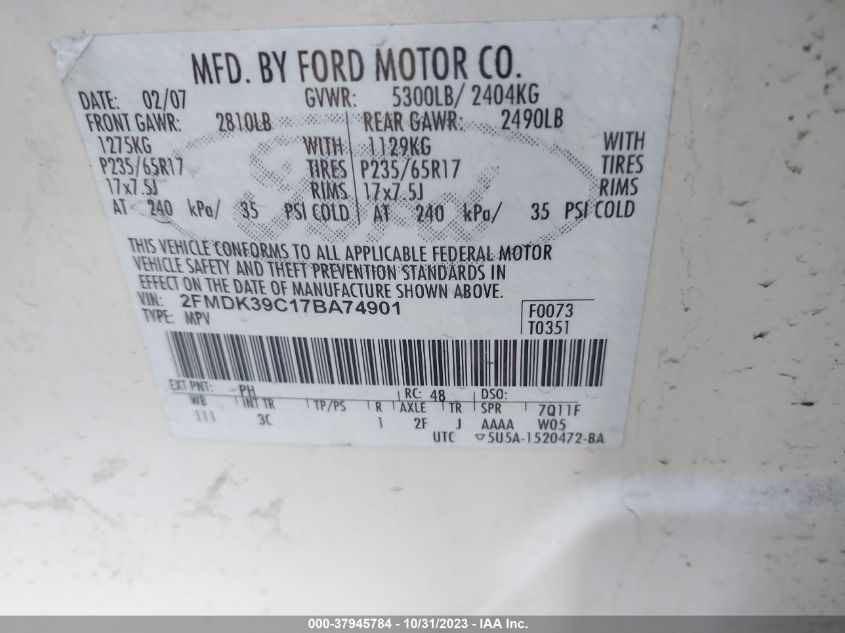 MFD. BY FORD MOTOR CO.
DATE: 02/07 GVWR: 5300LB/ 2404KG
FRONT GAWR: 2810LB REAR GAWR: 2490LB
1275KG WITH 1129KG WITH
P235/65R17 TIRES P235/65R17 TIRES
17x7.5J RIMS 17x7.5J RIMS
AT 240 kPa/ 35 PSI COLD AT 240 kPa/ 35 PSI COLD
THIS VEHICLE CONFORMS TO ALL APPLICABLE FEDERAL MOTOR
VEHICLE SAFETY AND THEFT PREVENTION STANDARDS IN
EFFECT ON THE DATE OF MANUFACTURE SHOWN ABOVE.
VIN: 2FMDK39C17BA74901 F0073
TYPE: MPV T0351
EXT PNT: PH RC: 48 DSO:
WB INT TR TP/PS R AXLE TR SPR 7Q11F
111 3C 1 2F J AAAA W05
UTC ▽5U5A-1520472-BA
000-37945784 - 10/31/2023 - IAA Inc.